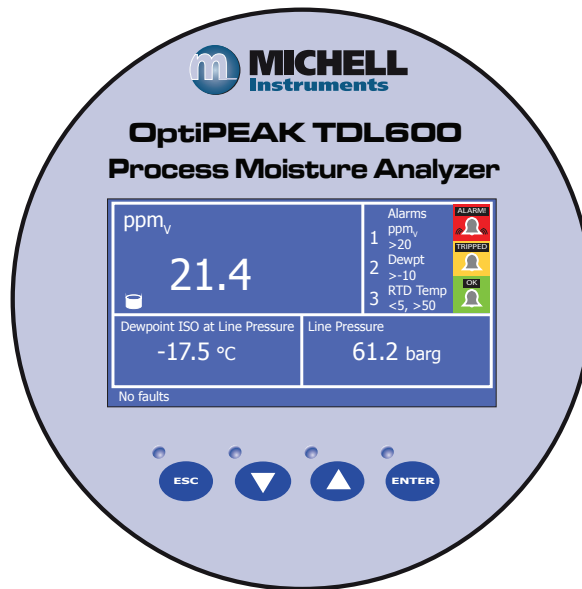 m
MICHELL
Instruments
OptiPEAK TDL600
Process Moisture Analyzer
ppmv
21.4
Alarms
1 ppmv
>20
2 Dewpt
>-10
3 RTD Temp
<5, >50
ALARM!
TRIPPED
OK
Dewpoint ISO at Line Pressure
-17.5 °C
Line Pressure
61.2 barg
No faults
ESC
ENTER